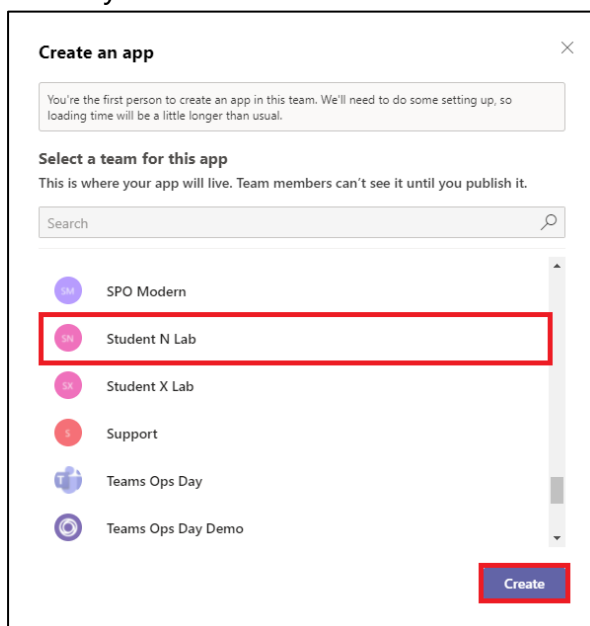 Create an app
You're the first person to create an app in this team. We'll need to do some setting up, so
loading time will be a little longer than usual.
Select a team for this app
This is where your app will live. Team members can't see it until you publish it.
Search
SM SPO Modern
SN Student N Lab
SX Student X Lab
S Support
Teams Ops Day
Teams Ops Day Demo
Create